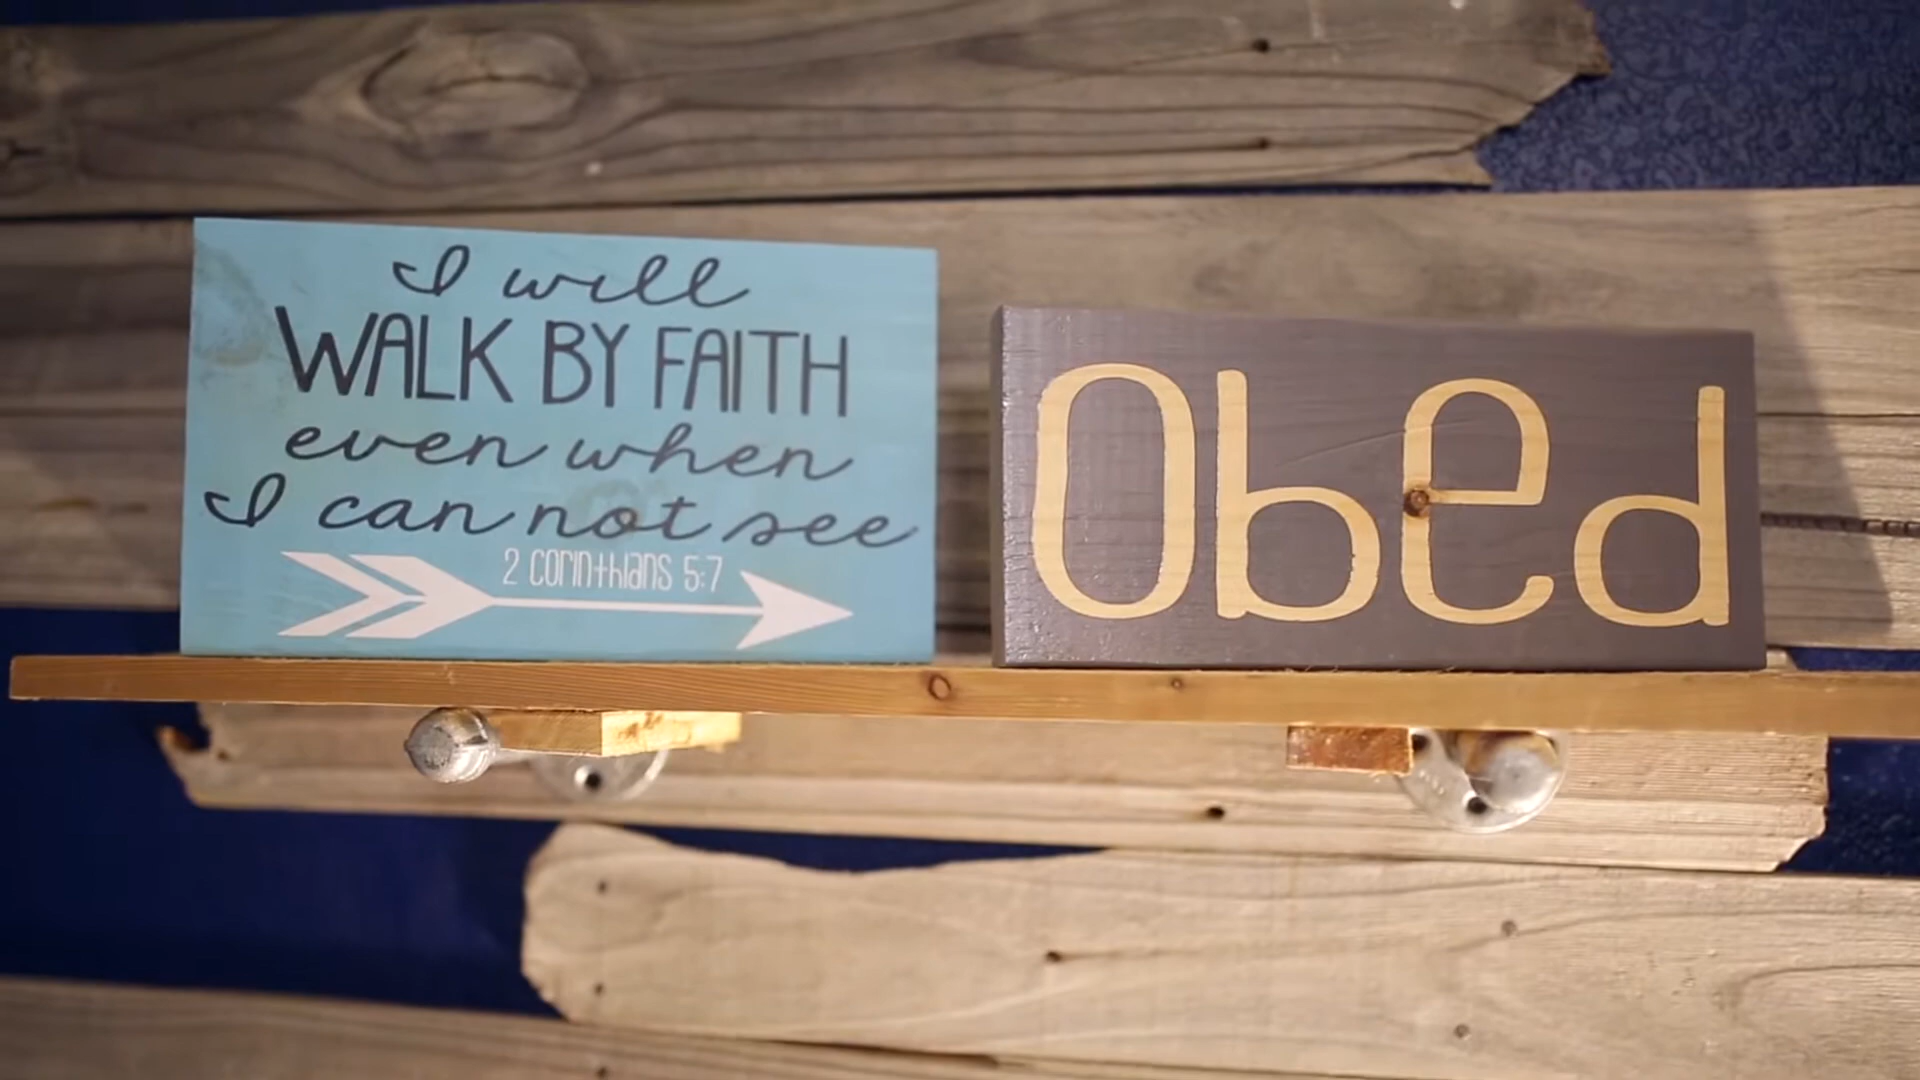 I will
WALK BY FAITH
even when
I can not see
2 Corinthians 5:7
Obed